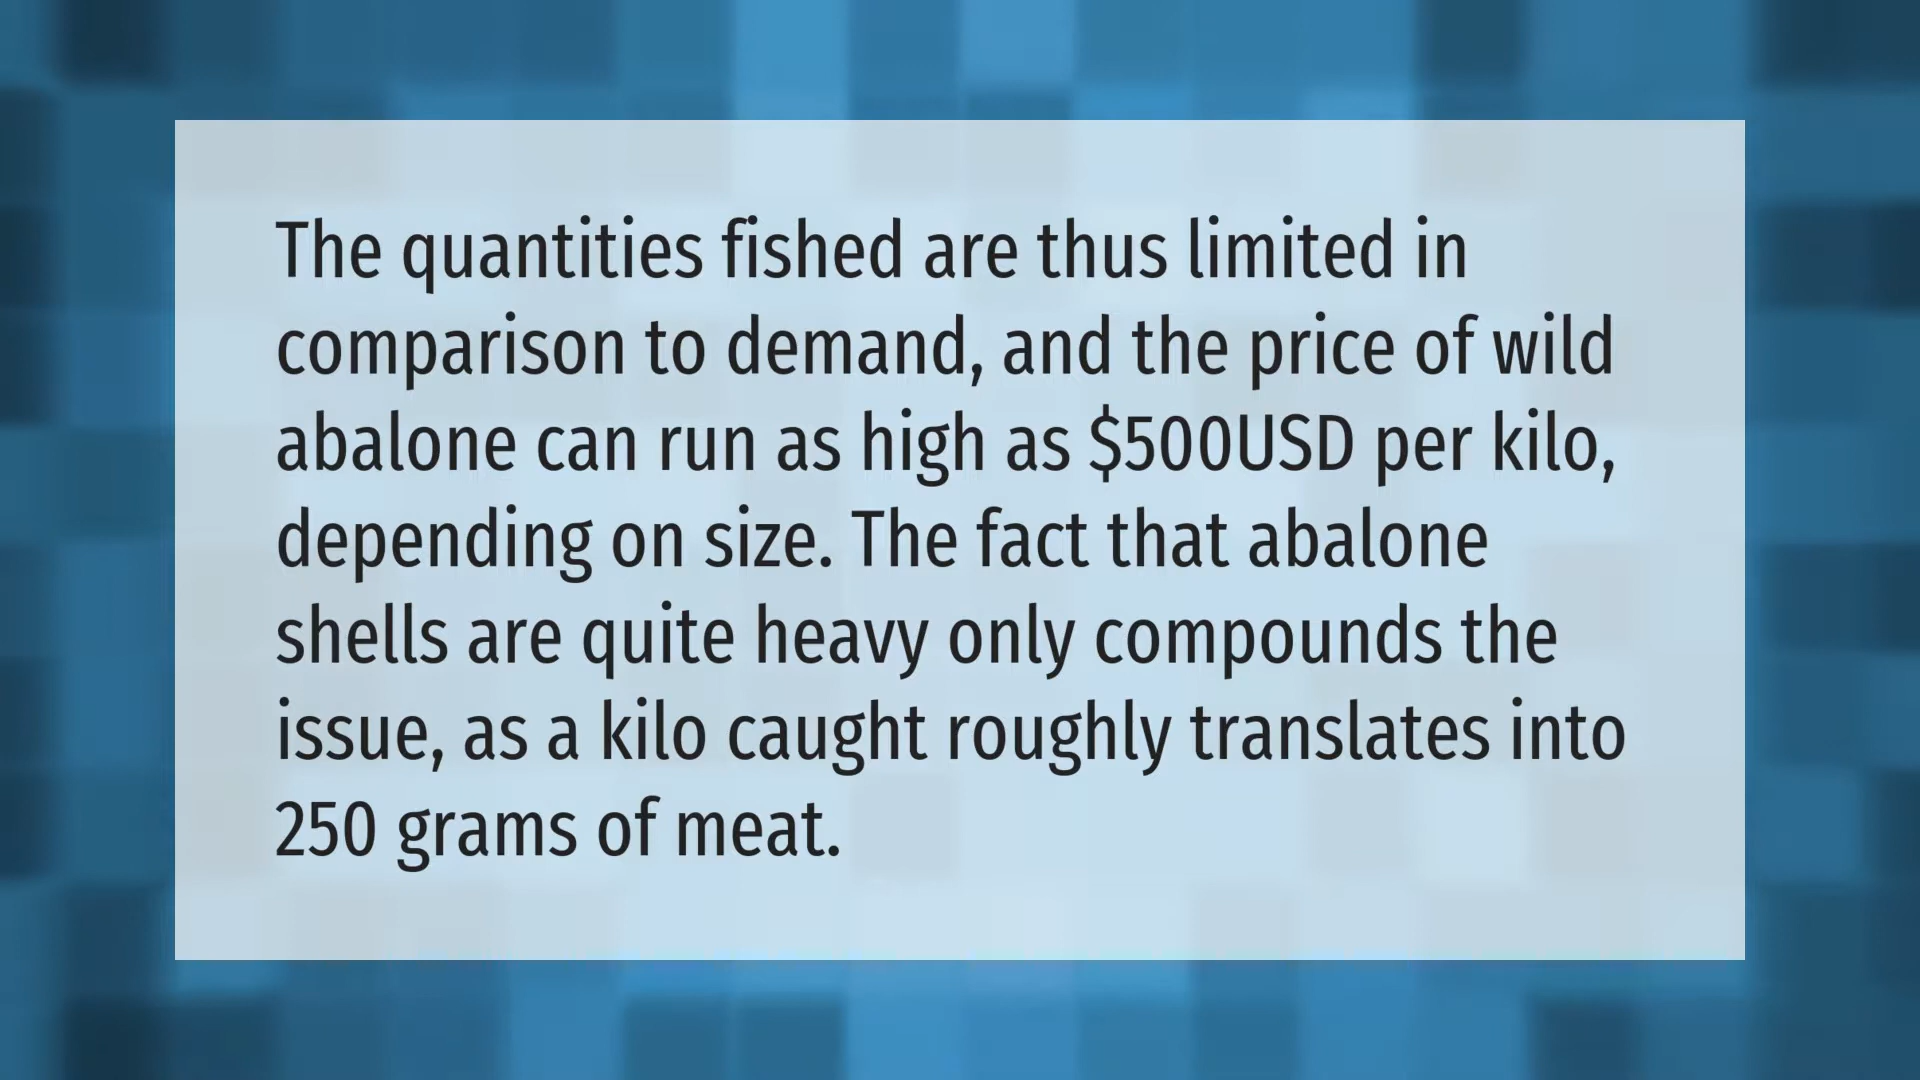 The quantities fished are thus limited in
comparison to demand, and the price of wild
abalone can run as high as $500USD per kilo,
depending on size. The fact that abalone
shells are quite heavy only compounds the
issue, as a kilo caught roughly translates into
250 grams of meat.